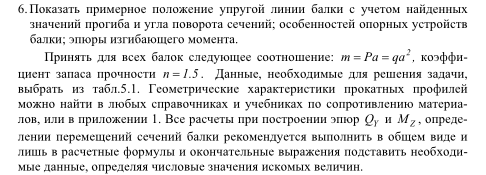 6. Показать примерное положение упругой линии балки с учетом найденных
значений прогиба и угла поворота сечений; особенностей опорных устройств
балки; эпюры изгибающего момента.
Принять для всех балок следующее соотношение: m = Pa = qa², коэффи-
циент запаса прочности n = 1.5. Данные, необходимые для решения задачи,
выбрать из табл.5.1. Геометрические характеристики прокатных профилей
можно найти в любых справочниках и учебниках по сопротивлению материа-
лов, или в приложении 1. Все расчеты при построении эпюр Q_Y и M_Z, опреде-
лении перемещений сечений балки рекомендуется выполнить в общем виде и
лишь в расчетные формулы и окончательные выражения подставить необходи-
мые данные, определяя числовые значения искомых величин.